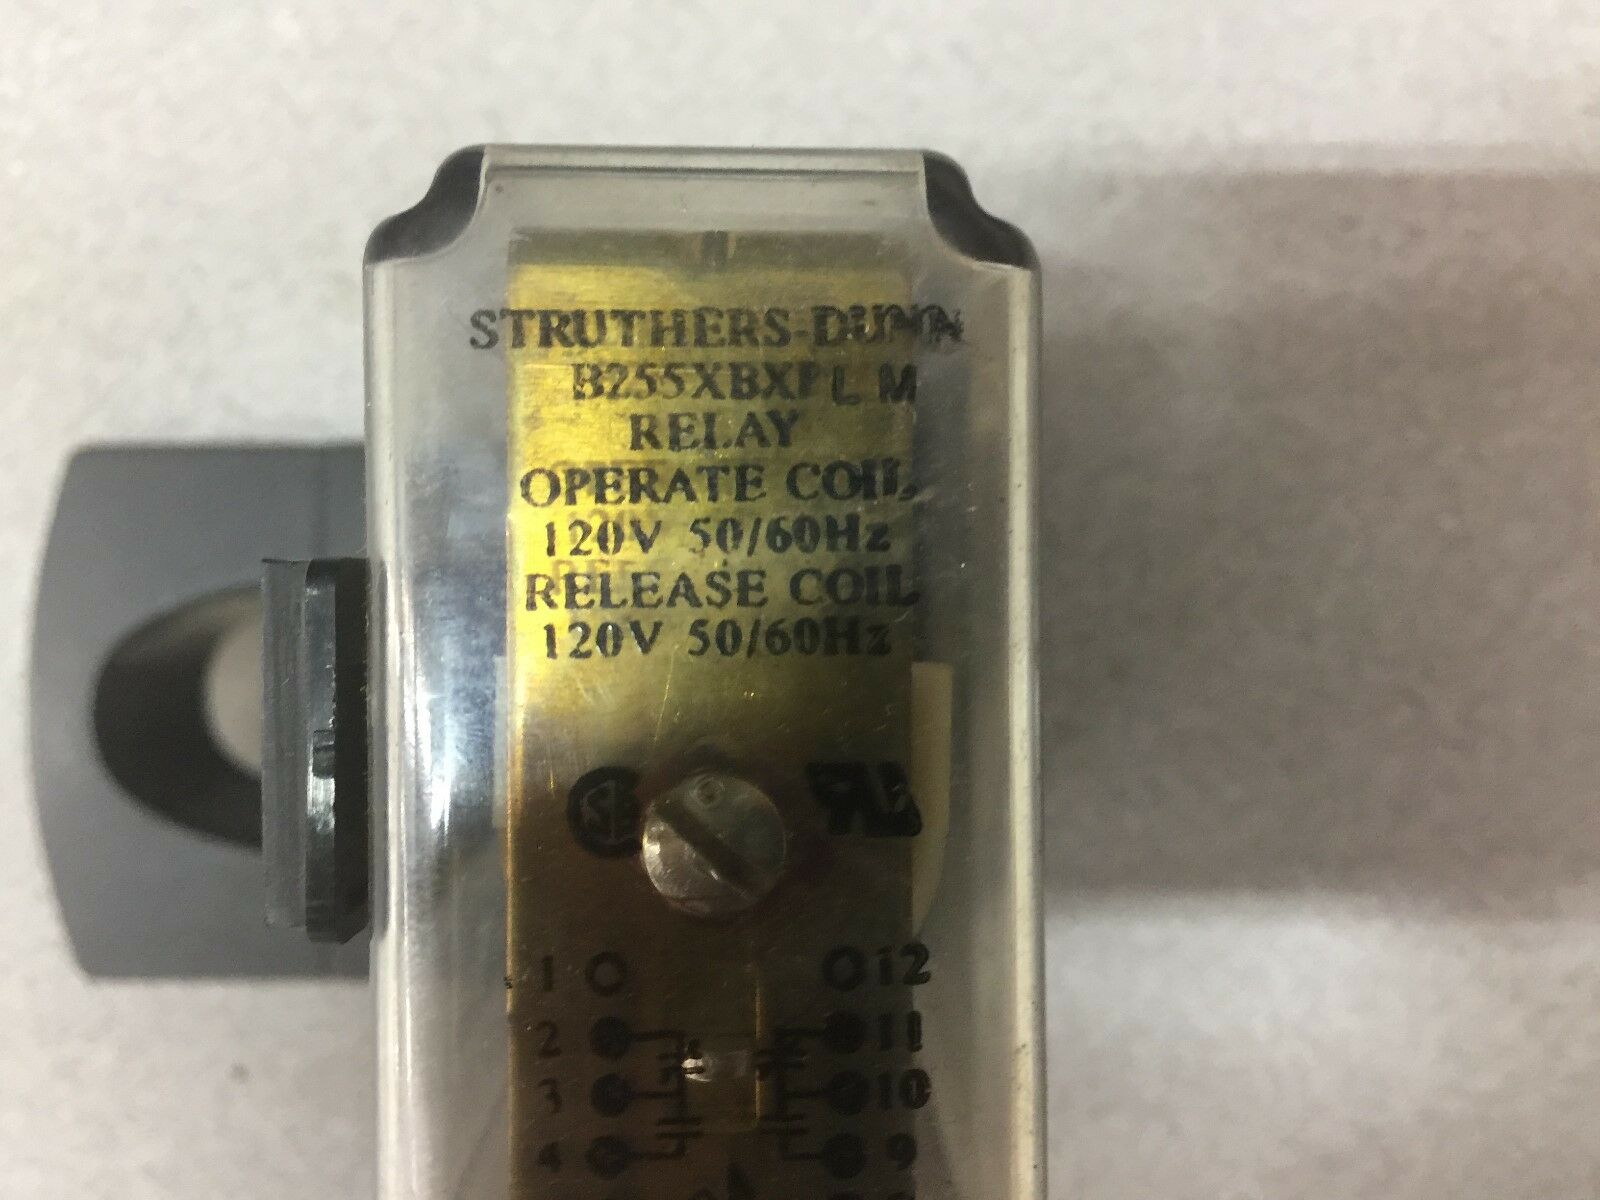 STRUTHERS-DUNN
B255XBXPL M
RELAY
OPERATE COIL
120V 50/60Hz
RELEASE COIL
120V 50/60Hz
1 12
2 11
3 10
4 9